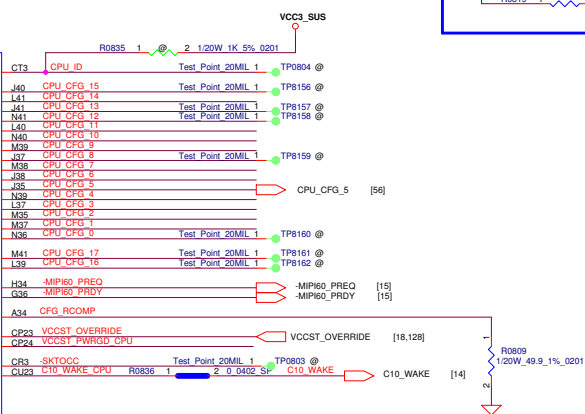 VCC3_SUS
R0835 1 @ 2 1/20W_1K_5%_0201
CT3 CPU_ID Test_Point_20MIL 1 TP0804 @
J40 CPU_CFG_15 Test_Point_20MIL 1 TP8156 @
L41 CPU_CFG_14
J41 CPU_CFG_13 Test_Point_20MIL 1 TP8157 @
N41 CPU_CFG_12 Test_Point_20MIL 1 TP8158 @
L40 CPU_CFG_11
N40 CPU_CFG_10
M39 CPU_CFG_9
J37 CPU_CFG_8 Test_Point_20MIL 1 TP8159 @
M38 CPU_CFG_7
J38 CPU_CFG_6
J35 CPU_CFG_5 CPU_CFG_5 [56]
N39 CPU_CFG_4
L37 CPU_CFG_3
M35 CPU_CFG_2
M37 CPU_CFG_1
N36 CPU_CFG_0 Test_Point_20MIL 1 TP8160 @
M41 CPU_CFG_17 Test_Point_20MIL 1 TP8161 @
L39 CPU_CFG_16 Test_Point_20MIL 1 TP8162 @
H34 -MIPI60_PREQ -MIPI60_PREQ [15]
G36 -MIPI60_PRDY -MIPI60_PRDY [15]
A34 CFG_RCOMP
CP23 VCCST_OVERRIDE VCCST_OVERRIDE [18,128]
CP24 VCCST_PWRGD_CPU
1
R0809
1/20W_49.9_1%_0201
2
CR3 -SKTOCC Test_Point_20MIL 1 TP0803 @
CU23 C10_WAKE_CPU R0836 1 2 0_0402_SP C10_WAKE C10_WAKE [14]